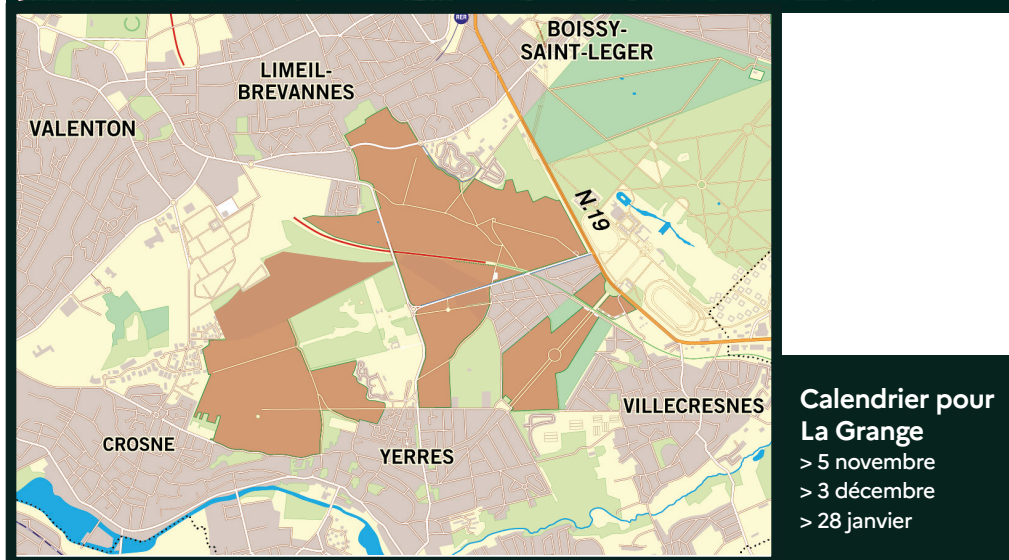 RER
BOISSY-
SAINT-LEGER
LIMEIL-
BREVANNES
VALENTON
N.19
VILLECRESNES
CROSNE
YERRES
Calendrier pour
La Grange
> 5 novembre
> 3 décembre
> 28 janvier